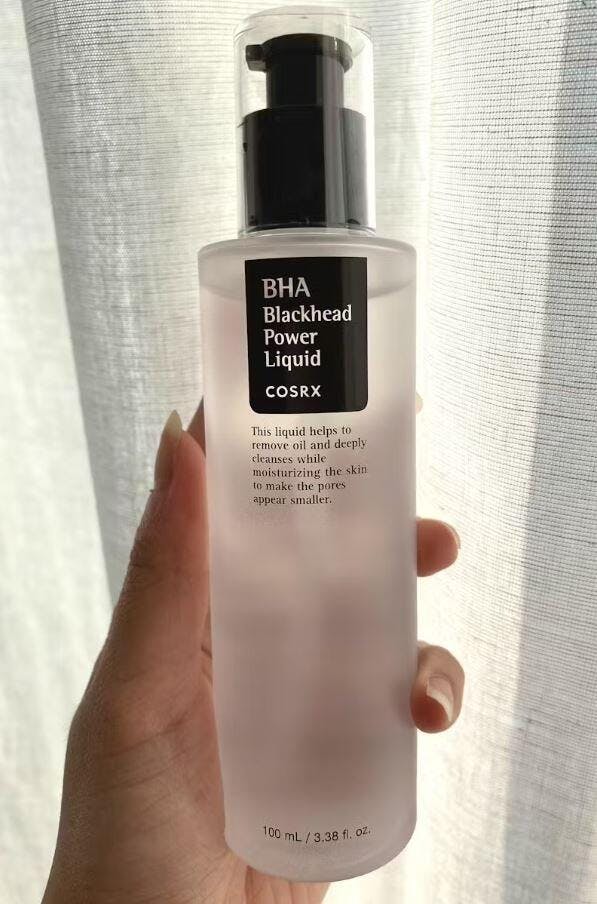 BHA
Blackhead
Power
Liquid
COSRX
This liquid helps to
remove oil and deeply
cleanses while
moisturizing the skin
to make the pores
appear smaller.
100 mL / 3.38 fl. oz.